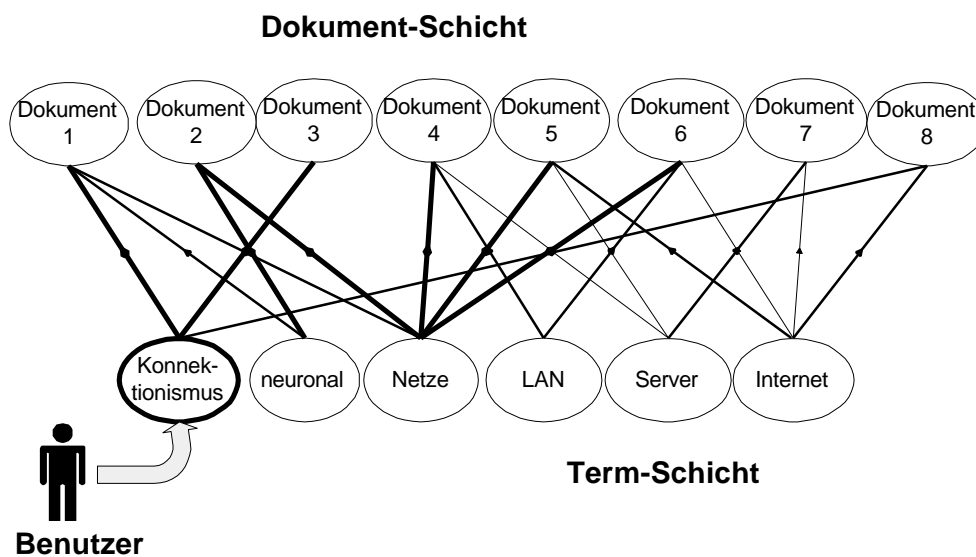 Dokument-Schicht
Dokument
1
Dokument
2
Dokument
3
Dokument
4
Dokument
5
Dokument
6
Dokument
7
Dokument
8
Konnek-
tionismus
neuronal
Netze
LAN
Server
Internet
Term-Schicht
Benutzer